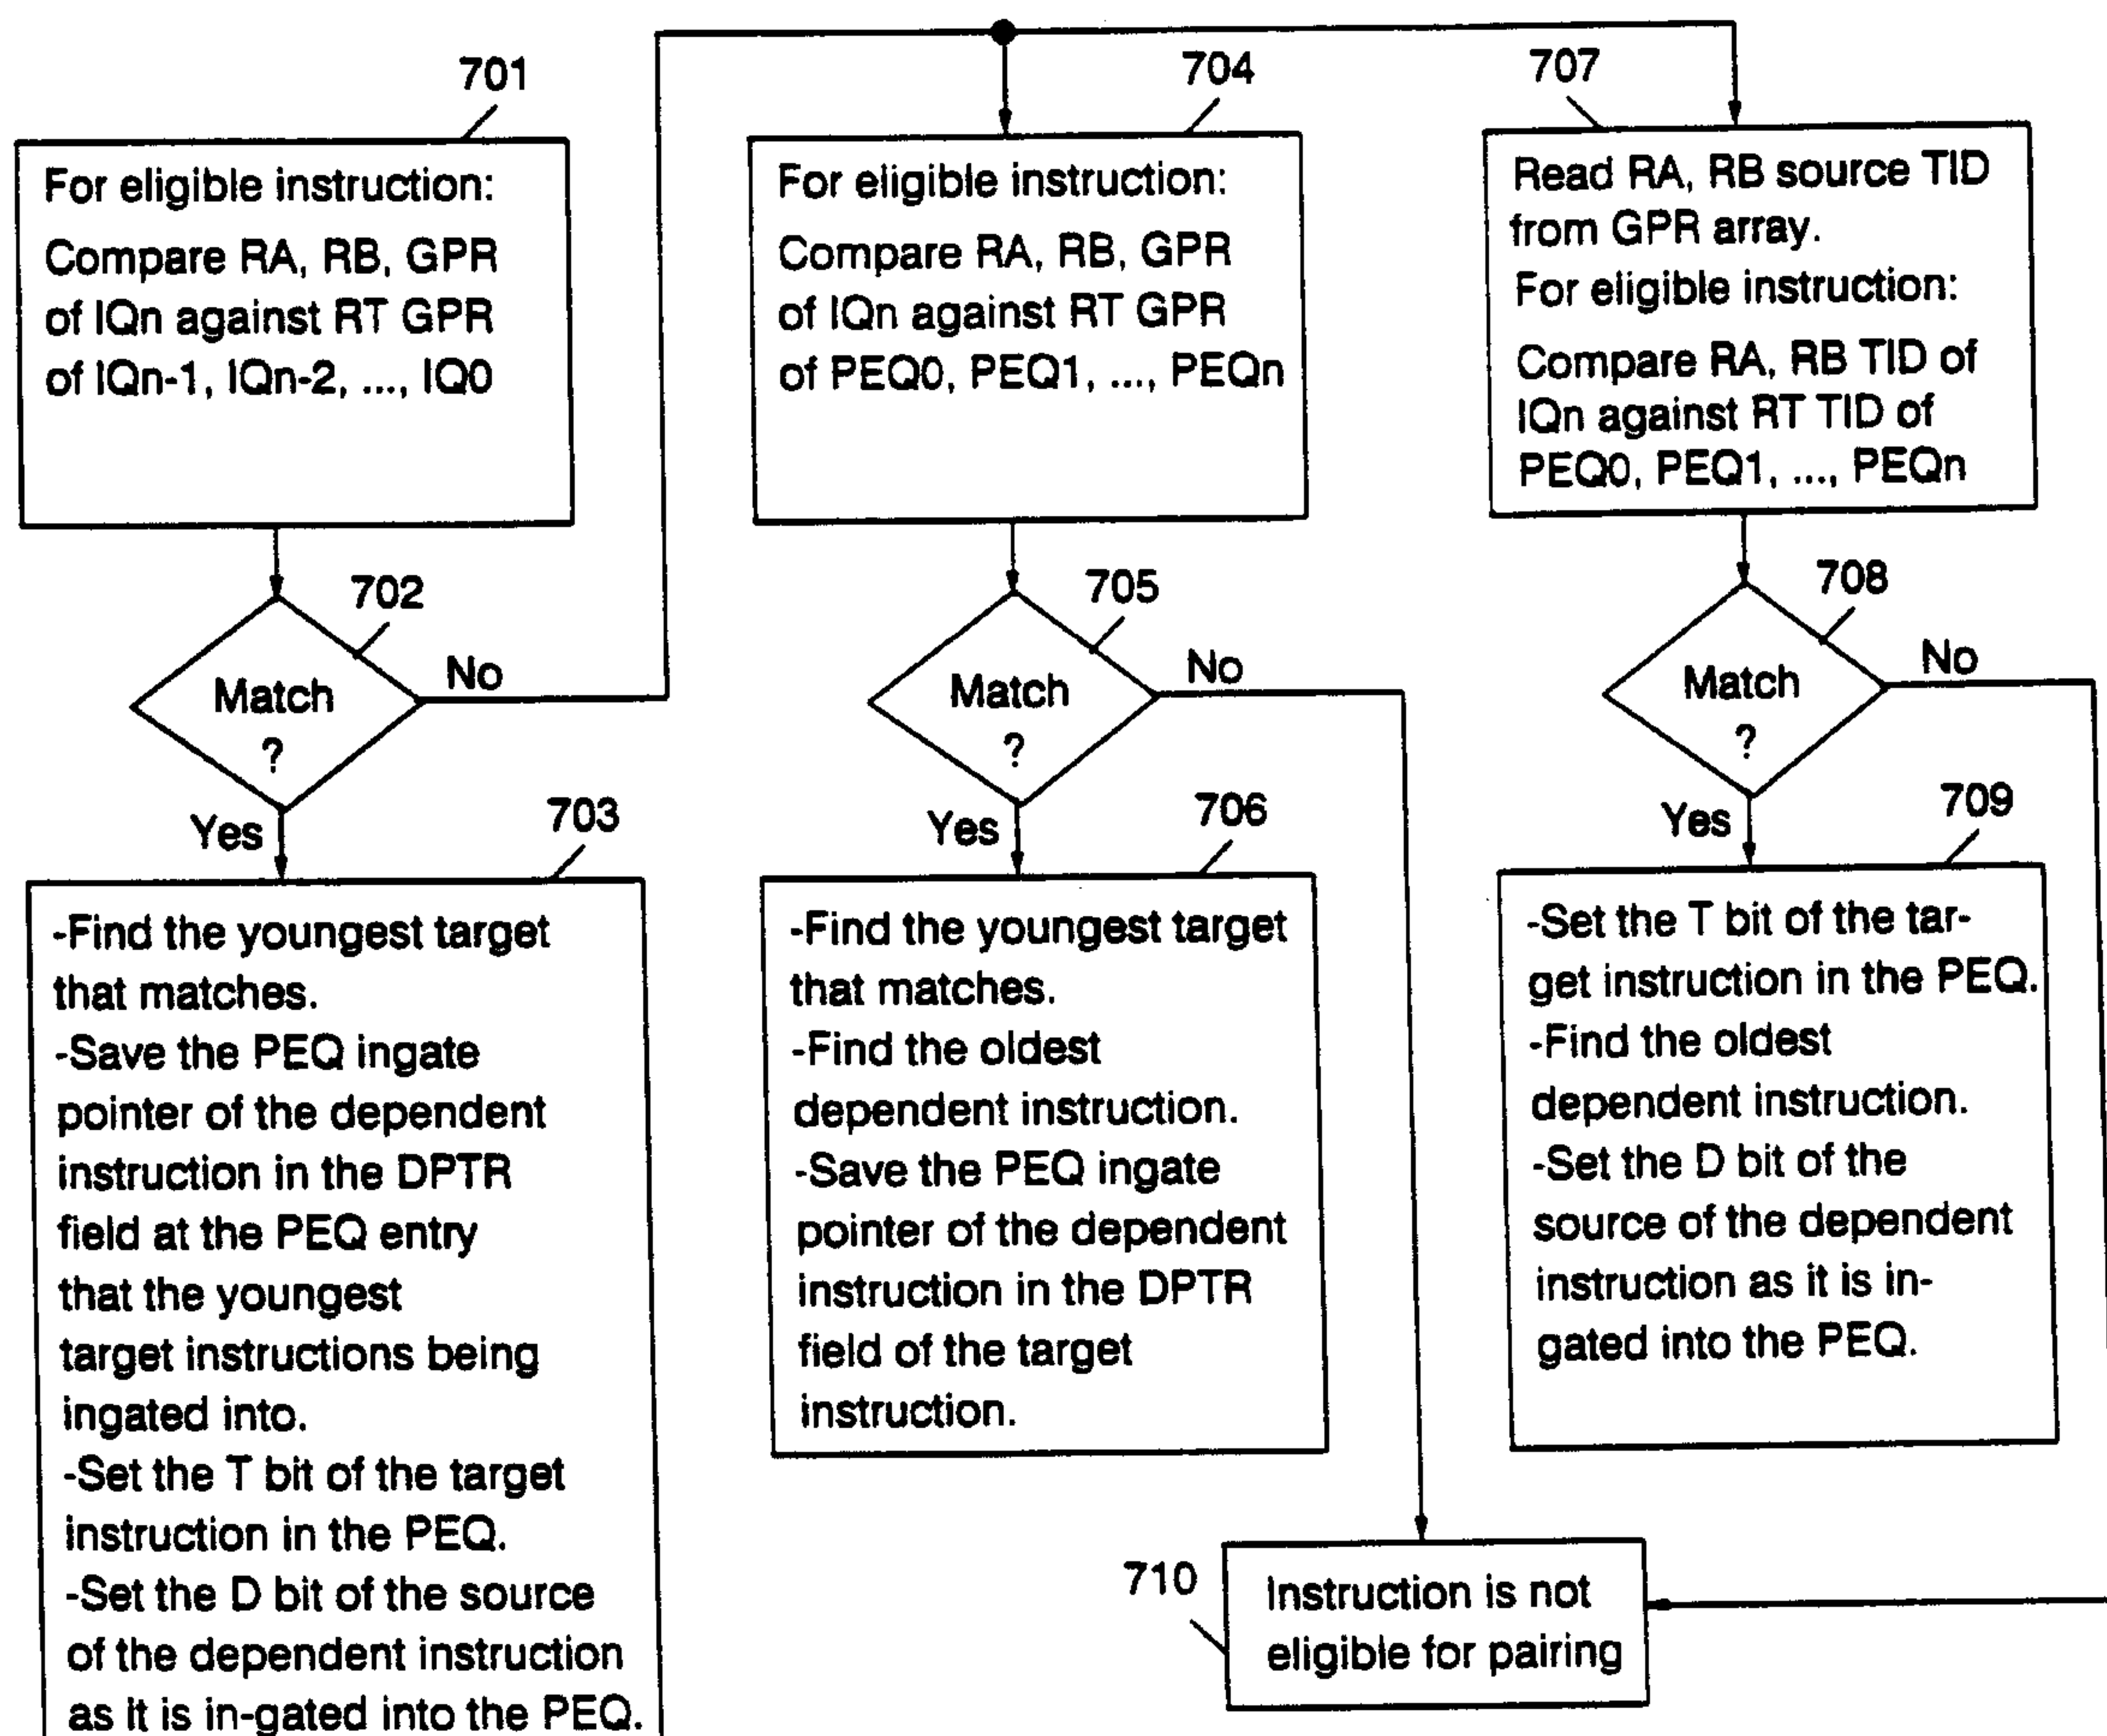 701
For eligible instruction:
Compare RA, RB, GPR
of IQn against RT GPR
of IQn-1, IQn-2, ..., IQ0
702
Match
?
No
Yes
703
-Find the youngest target
that matches.
-Save the PEQ ingate
pointer of the dependent
instruction in the DPTR
field at the PEQ entry
that the youngest
target instructions being
ingated into.
-Set the T bit of the target
instruction in the PEQ.
-Set the D bit of the source
of the dependent instruction
as it is in-gated into the PEQ.
704
For eligible instruction:
Compare RA, RB, GPR
of IQn against RT GPR
of PEQ0, PEQ1, ..., PEQn
705
Match
?
No
Yes
706
-Find the youngest target
that matches.
-Find the oldest
dependent instruction.
-Save the PEQ ingate
pointer of the dependent
instruction in the DPTR
field of the target
instruction.
707
Read RA, RB source TID
from GPR array.
For eligible instruction:
Compare RA, RB TID of
IQn against RT TID of
PEQ0, PEQ1, ..., PEQn
708
Match
?
No
Yes
709
-Set the T bit of the tar-
get instruction in the PEQ.
-Find the oldest
dependent instruction.
-Set the D bit of the
source of the dependent
instruction as it is in-
gated into the PEQ.
710
Instruction is not
eligible for pairing